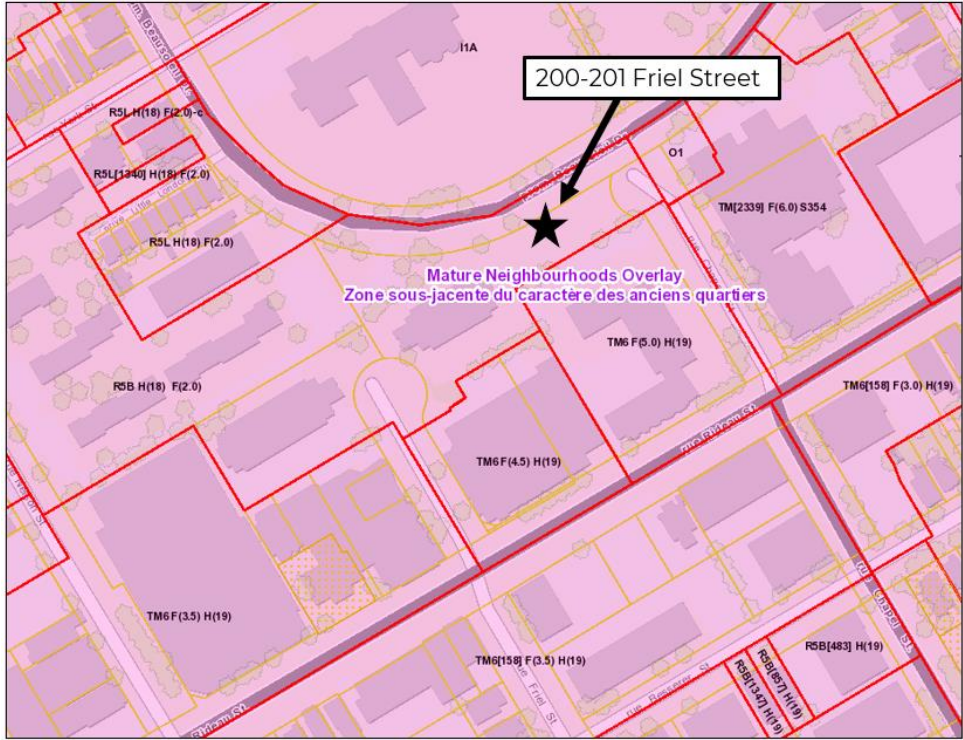 I1A
200-201 Friel Street
R5L H(18) F(2.0)-c
O1
R5L[1340] H(18) F(2.0)
TM[2339] F(6.0) S354
R5L H(18) F(2.0)
Mature Neighbourhoods Overlay
Zone sous-jacente du caractère des anciens quartiers
TM6 F(5.0) H(19)
R5B H(18) F(2.0)
TM6[158] F(3.0) H(19)
rue Rideau St.
TM6 F(4.5) H(19)
rue Chapel St.
TM6 F(3.5) H(19)
R5B[483] H(19)
TM6[158] F(3.5) H(19)
rue Friel St
rue Besserer St
R5B[857] H(19)
R5B[1347] H(19)
Rideau St.